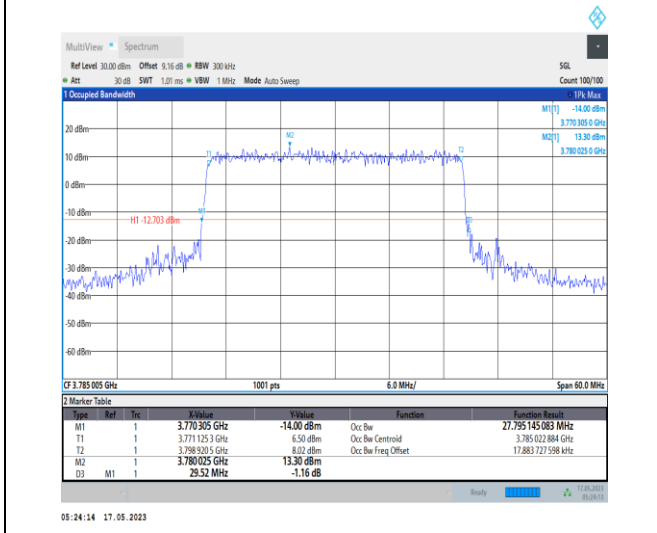 MultiView Spectrum
Ref Level 30.00 dBm Offset 9.16 dB RBW 300 kHz SGL
Att 30 dB SWT 1.01 ms VBW 1 MHz Mode Auto Sweep Count 100/100
1 Occupied Bandwidth 1Pk Max
M1[1] -14.00 dBm
3.770 305 0 GHz
M2[1] 13.30 dBm
3.780 025 0 GHz
20 dBm
M2
T1
T2
10 dBm
0 dBm
-10 dBm
M1
H1 -12.703 dBm
-20 dBm
-30 dBm
-40 dBm
-50 dBm
-60 dBm
CF 3.785 005 GHz 1001 pts 6.0 MHz/ Span 60.0 MHz
2 Marker Table
Type Ref Trc X-Value Y-Value Function Function Result
M1 1 3.770 305 GHz -14.00 dBm Occ Bw 27.795 145 083 MHz
T1 1 3.771 125 3 GHz 6.50 dBm Occ Bw Centroid 3.785 022 884 GHz
T2 1 3.798 920 5 GHz 8.02 dBm Occ Bw Freq Offset 17.883 727 598 kHz
M2 1 3.780 025 GHz 13.30 dBm
D3 M1 1 29.52 MHz -1.16 dB
Ready 17.05.2023
05:24:14 17.05.2023